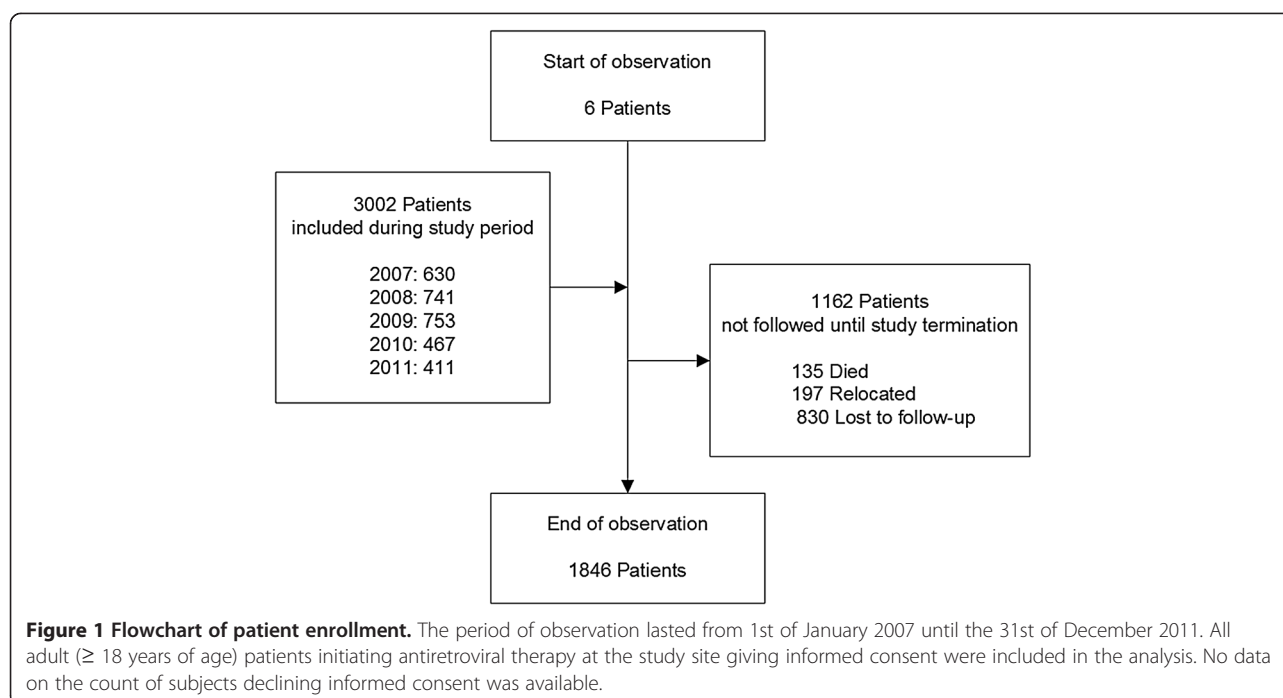 Start of observation
6 Patients
3002 Patients
included during study period
2007: 630
2008: 741
2009: 753
2010: 467
2011: 411
1162 Patients
not followed until study termination
135 Died
197 Relocated
830 Lost to follow-up
End of observation
1846 Patients
Figure 1 Flowchart of patient enrollment. The period of observation lasted from 1st of January 2007 until the 31st of December 2011. All
adult (≥ 18 years of age) patients initiating antiretroviral therapy at the study site giving informed consent were included in the analysis. No data
on the count of subjects declining informed consent was available.